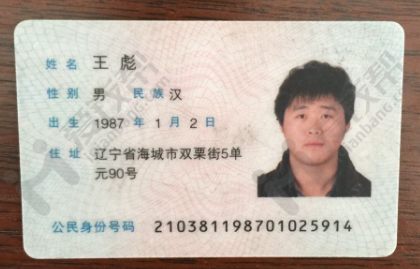 姓名 王彪
性别 男 民族 汉
出生 1987 年 1 月 2 日
住址 辽宁省海城市双栗街5单
元90号
公民身份号码 210381198701025914